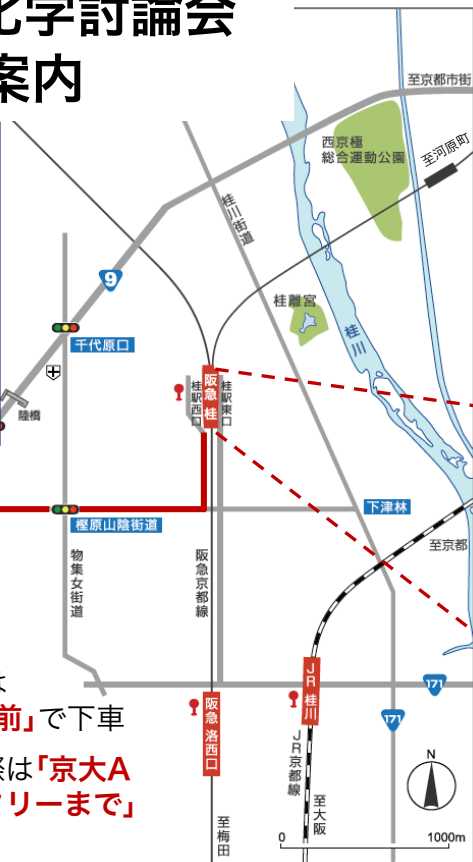 化学討論会
案内
至京都市街
西京極
総合運動公園
至河原町
桂川街道
9
桂離宮
桂川
千代原口
陸橋
阪急 桂
桂駅西口
桂駅東口
下津林
樫原山陰街道
至京都
物集女街道
阪急京都線
は
前」で下車
JR 桂川
171
171
阪急 洛西口
際は「京大A
タリーまで」
JR京都線
至大阪
至梅田
N
0
1000m